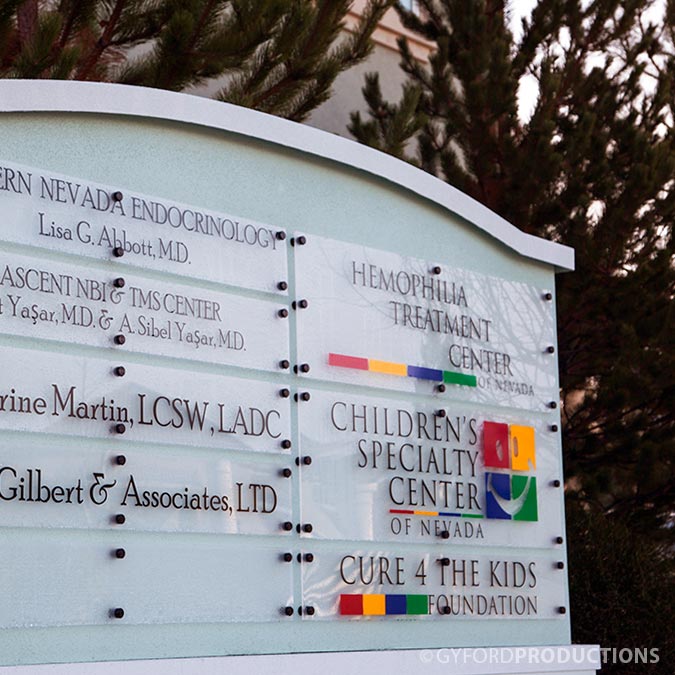 ERN NEVADA ENDOCRINOLOGY
Lisa G. Abbott, M.D.
ASCENT NBI & TMS CENTER
t Yaşar, M.D. & A. Sibel Yaşar, M.D.
rine Martin, LCSW, LADC
Gilbert & Associates, LTD
HEMOPHILIA
TREATMENT
CENTER
OF NEVADA
CHILDREN'S
SPECIALTY
CENTER
OF NEVADA
CURE 4 THE KIDS
FOUNDATION
©GYFORDPRODUCTIONS